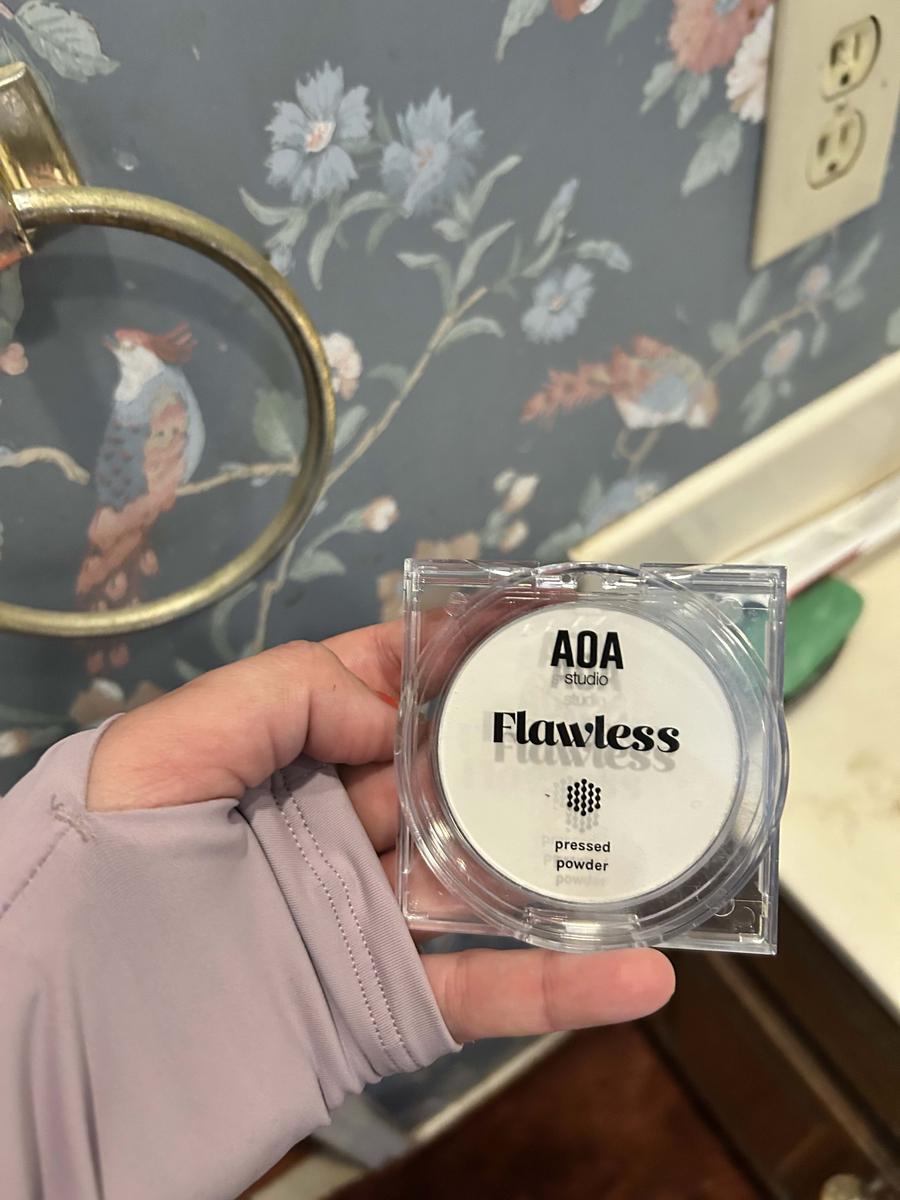 AOA
studio
Flawless
pressed
powder